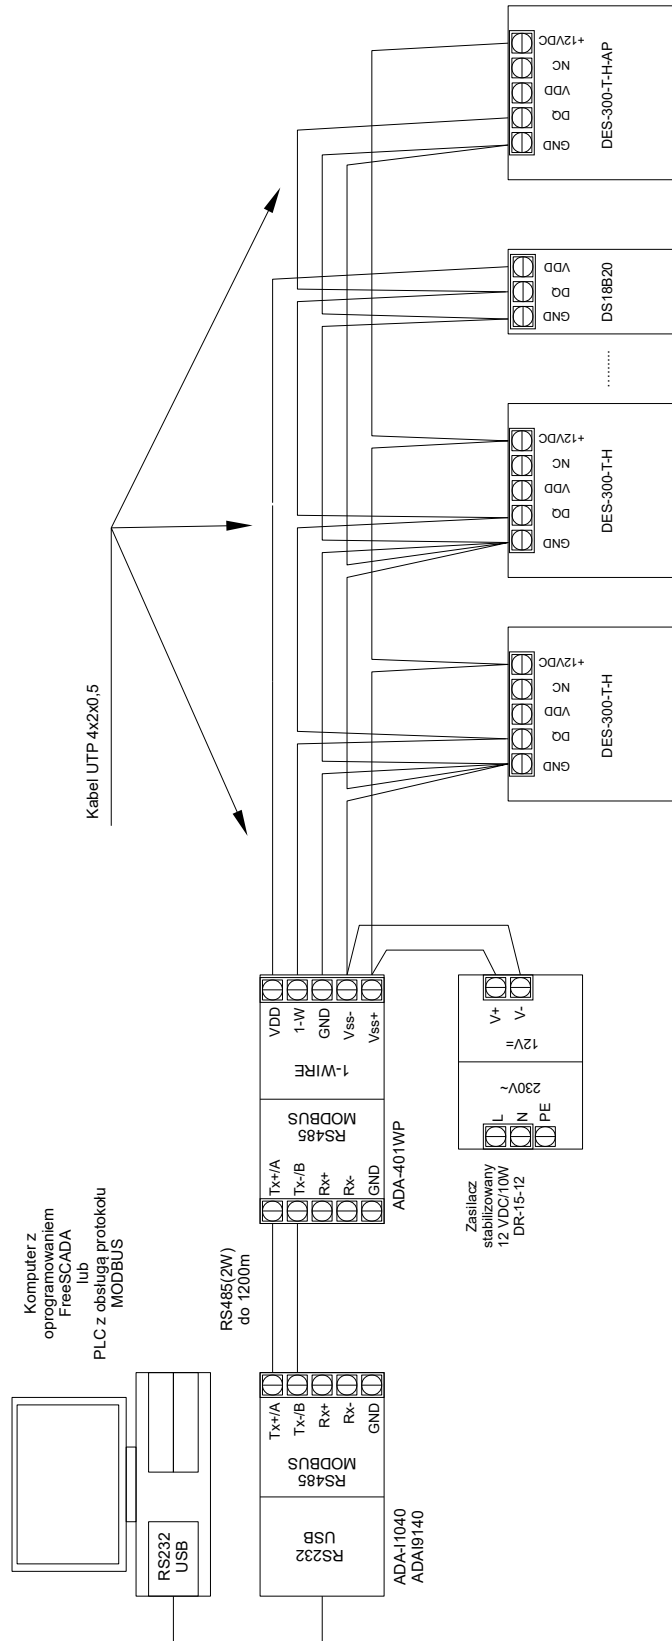 Komputer z
oprogramowaniem
FreeSCADA
lub
PLC z obsługą protokołu
MODBUS
RS232
USB
RS232
USB
RS485
MODBUS
Tx+/A
Tx-/B
Rx+
Rx-
GND
ADA-I1040
ADAI9140
RS485(2W)
do 1200m
Tx+/A
Tx-/B
Rx+
Rx-
GND
RS485
MODBUS
1-WIRE
VDD
1-W
GND
Vss-
Vss+
ADA-401WP
Zasilacz
stabilizowany
12 VDC/10W
DR-15-12
L
N
PE
230V~
12V=
V+
V-
Kabel UTP 4x2x0,5
GND
DQ
VDD
NC
+12VDC
DES-300-T-H
GND
DQ
VDD
NC
+12VDC
DES-300-T-H
.........
GND
DQ
VDD
DS18B20
GND
DQ
VDD
NC
+12VDC
DES-300-T-H-AP